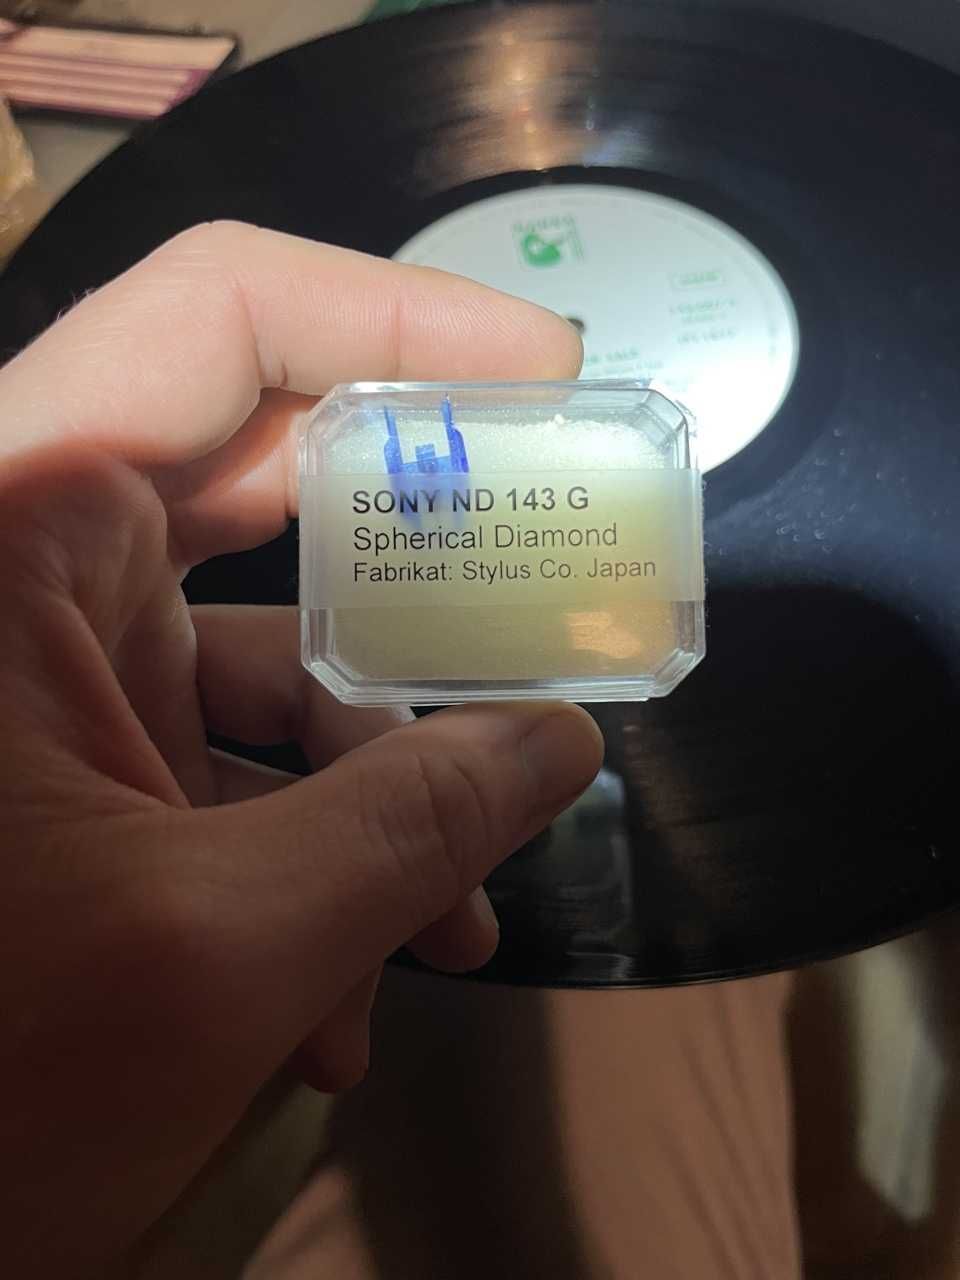 SONY ND 143 G
Spherical Diamond
Fabrikat: Stylus Co. Japan